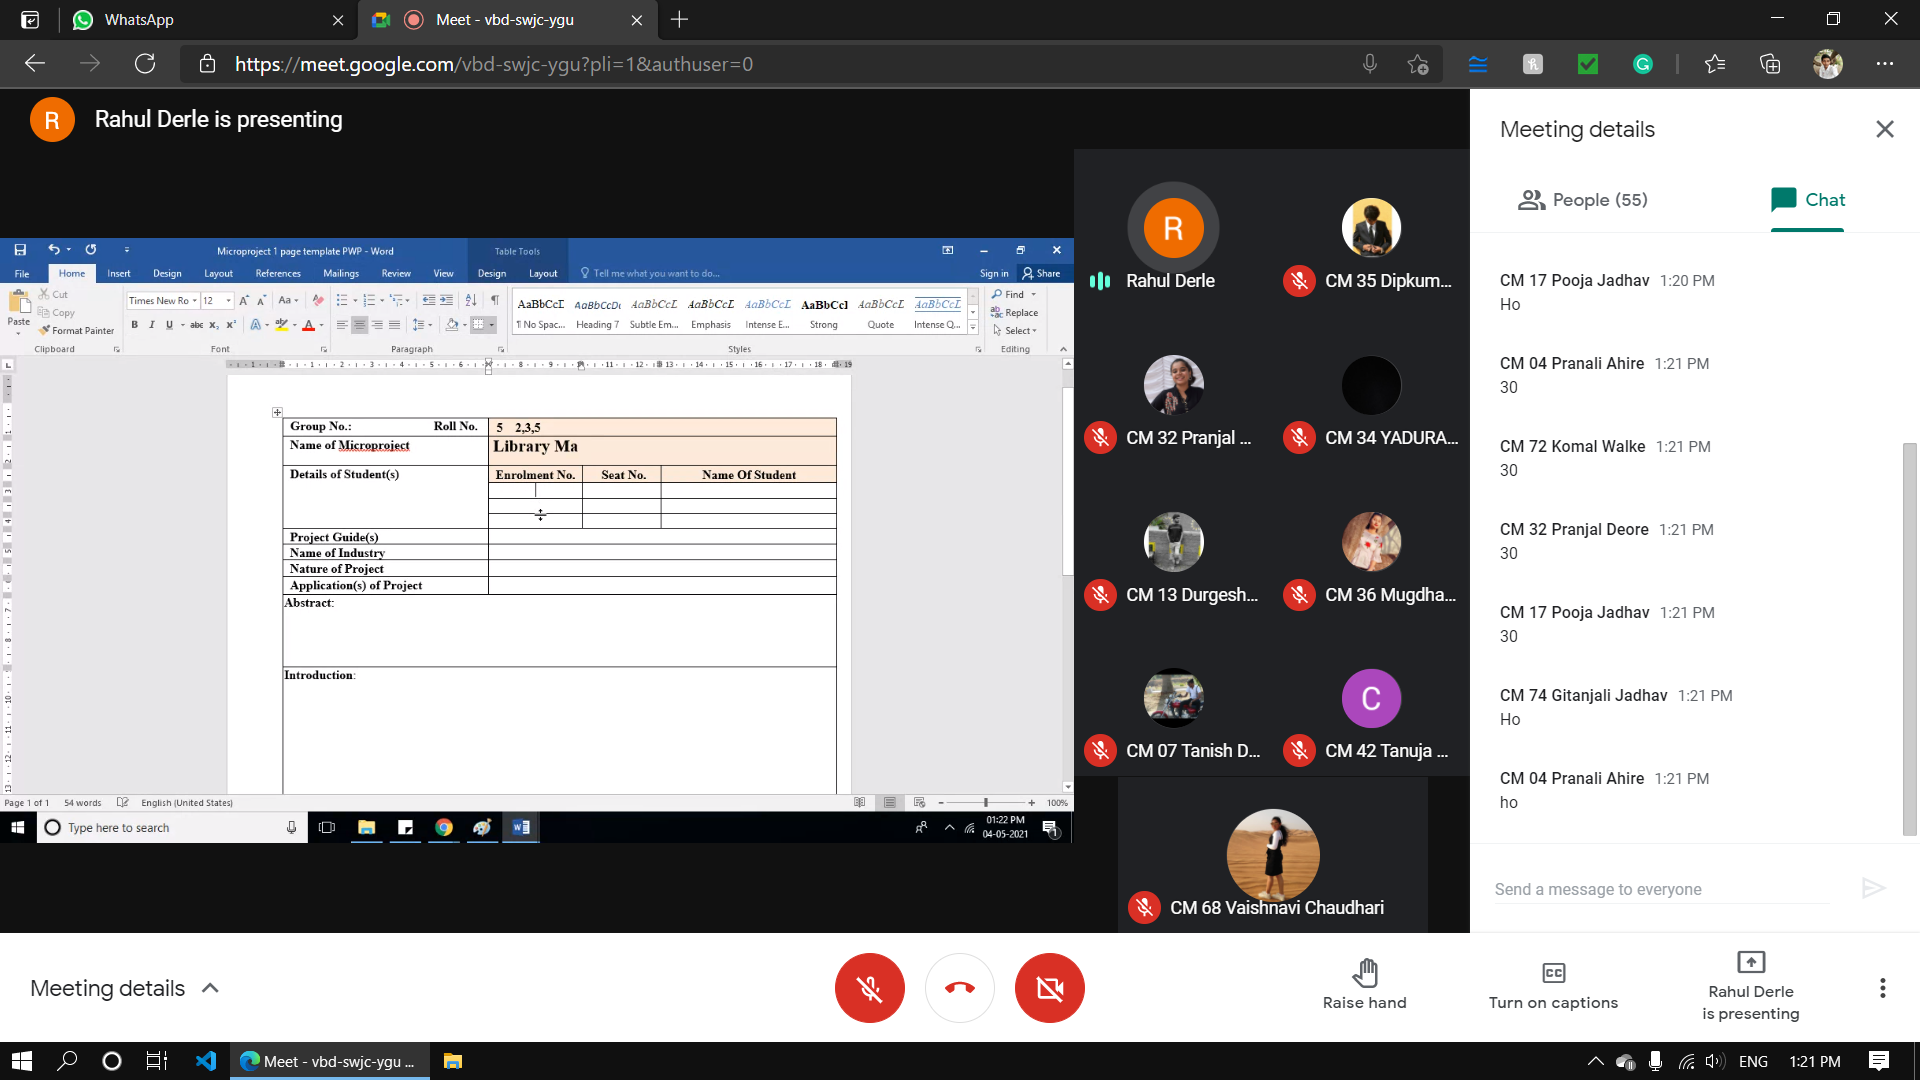 WhatsApp
Meet - vbd-swjc-ygu
https://meet.google.com/vbd-swjc-ygu?pli=1&authuser=0
R
Rahul Derle is presenting
Microproject 1 page template PWP - Word
Table Tools
File Home Insert Design Layout References Mailings Review View Design Layout Tell me what you want to do... Sign in Share
Paste
Cut
Copy
Format Painter
Times New Ro 12
Clipboard Font Paragraph Styles Editing
AaBbCcI AaBbCcDı AaBbCcD AaBbCcI AaBbCcI AaBbCcI AaBbCcD AaBbCcI
¶ No Spac... Heading 7 Subtle Em... Emphasis Intense E... Strong Quote Intense Q...
Find
Replace
Select
Group No.: Roll No. 5 2,3,5
Name of Microproject Library Ma
Details of Student(s) Enrolment No. Seat No. Name Of Student
Project Guide(s)
Name of Industry
Nature of Project
Application(s) of Project
Abstract:
Introduction:
Page 1 of 1 54 words English (United States) 100%
Type here to search
01:22 PM
04-05-2021
R
Rahul Derle
CM 35 Dipkum...
CM 32 Pranjal ...
CM 34 YADURA...
CM 13 Durgesh...
CM 36 Mugdha...
CM 07 Tanish D...
C
CM 42 Tanuja ...
CM 68 Vaishnavi Chaudhari
Meeting details
People (55)
Chat
CM 17 Pooja Jadhav 1:20 PM
Ho
CM 04 Pranali Ahire 1:21 PM
30
CM 72 Komal Walke 1:21 PM
30
CM 32 Pranjal Deore 1:21 PM
30
CM 17 Pooja Jadhav 1:21 PM
30
CM 74 Gitanjali Jadhav 1:21 PM
Ho
CM 04 Pranali Ahire 1:21 PM
ho
Send a message to everyone
Meeting details
Raise hand
Turn on captions
Rahul Derle
is presenting
Meet - vbd-swjc-ygu ...
ENG
1:21 PM